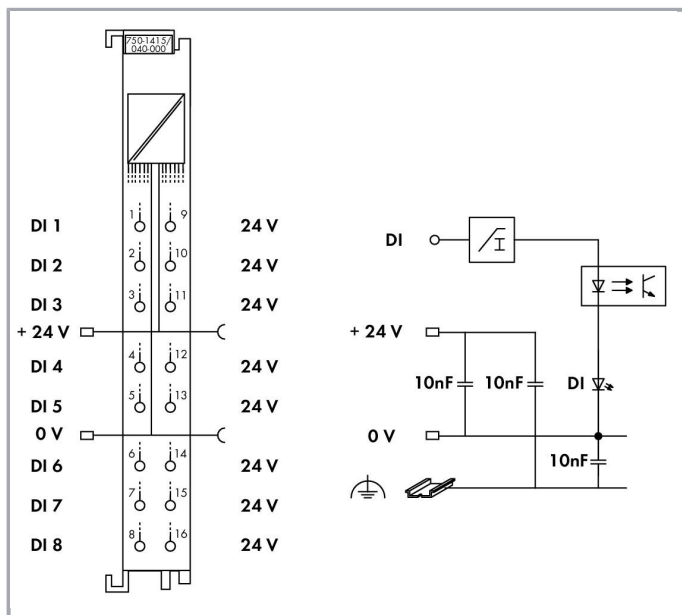 750-1415/
040-000
DI 1 1 9 24 V
DI 2 2 10 24 V
DI 3 3 11 24 V
+ 24 V
DI 4 4 12 24 V
DI 5 5 13 24 V
0 V
DI 6 6 14 24 V
DI 7 7 15 24 V
DI 8 8 16 24 V
DI I
+ 24 V
10nF 10nF DI
0 V
10nF